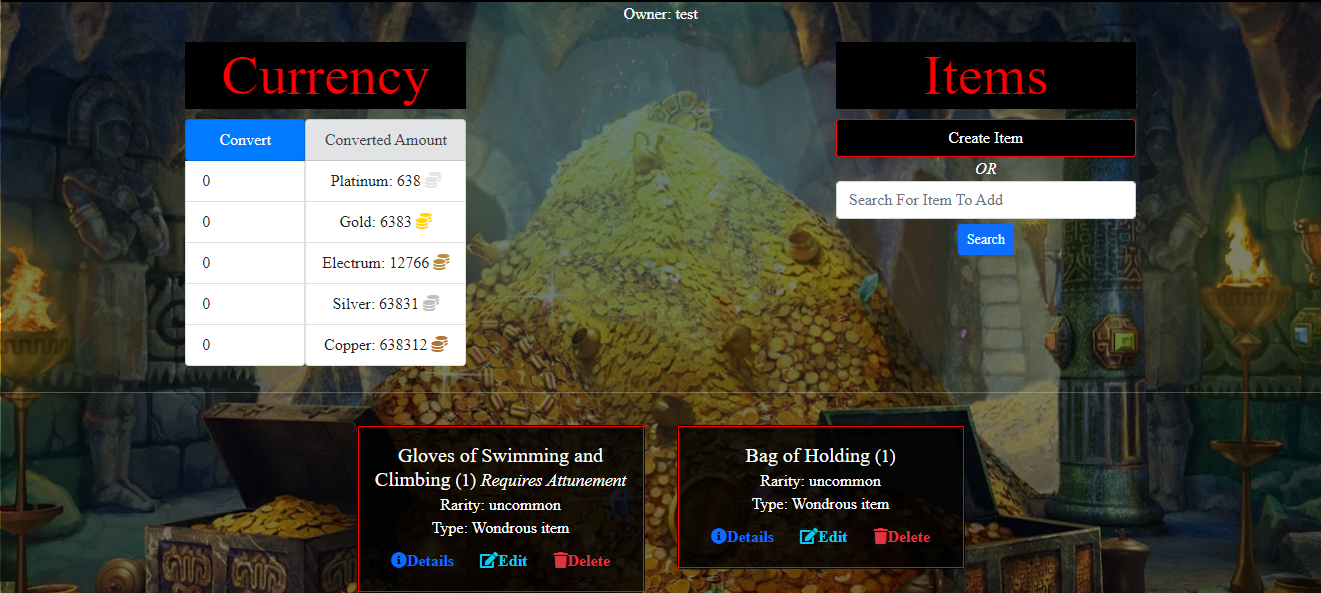 Owner: test
Currency
Convert
Converted Amount
0
Platinum: 638
0
Gold: 6383
0
Electrum: 12766
0
Silver: 63831
0
Copper: 638312
Items
Create Item
OR
Search For Item To Add
Search
Gloves of Swimming and
Climbing (1) Requires Attunement
Rarity: uncommon
Type: Wondrous item
Details
Edit
Delete
Bag of Holding (1)
Rarity: uncommon
Type: Wondrous item
Details
Edit
Delete